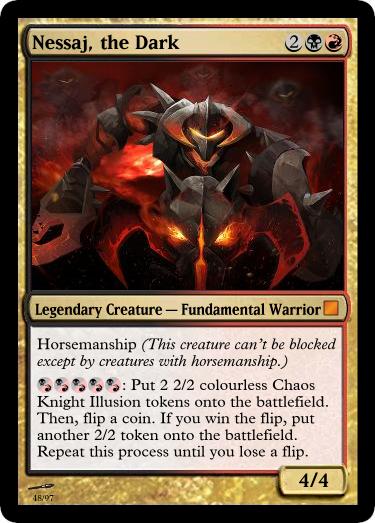 Nessaj, the Dark 2
Legendary Creature — Fundamental Warrior
Horsemanship (This creature can't be blocked
except by creatures with horsemanship.)
: Put 2 2/2 colourless Chaos
Knight Illusion tokens onto the battlefield.
Then, flip a coin. If you win the flip, put
another 2/2 token onto the battlefield.
Repeat this process until you lose a flip.
4/4
48/97